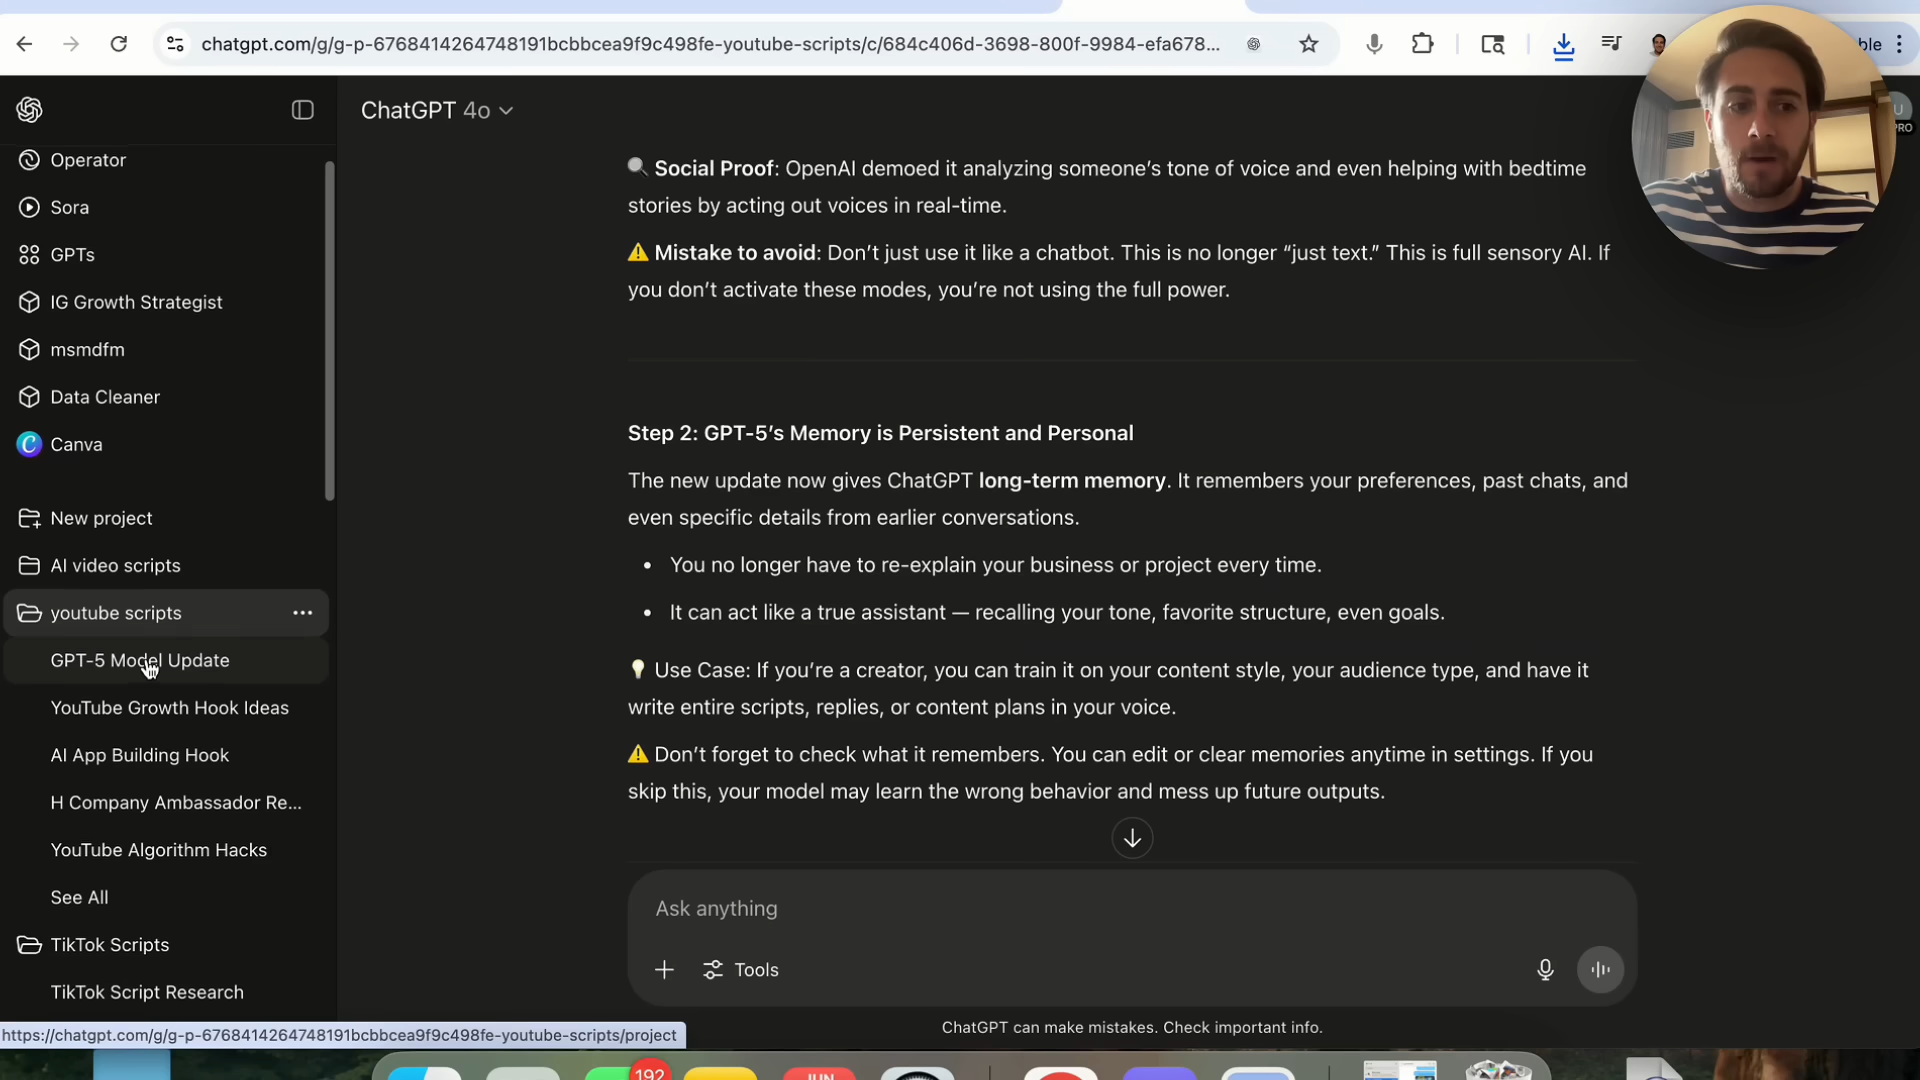 chatgpt.com/g/g-p-6768414264748191bcbbcea9f9c498fe-youtube-scripts/c/684c406d-3698-800f-9984-efa678...
ble
ChatGPT 4o
U
PRO
Operator
Sora
GPTs
IG Growth Strategist
msmdfm
Data Cleaner
Canva
New project
AI video scripts
youtube scripts
GPT-5 Model Update
YouTube Growth Hook Ideas
AI App Building Hook
H Company Ambassador Re...
YouTube Algorithm Hacks
See All
TikTok Scripts
TikTok Script Research
https://chatgpt.com/g/g-p-6768414264748191bcbbcea9f9c498fe-youtube-scripts/project
🔍 Social Proof: OpenAI demoed it analyzing someone’s tone of voice and even helping with bedtime
stories by acting out voices in real-time.
⚠️ Mistake to avoid: Don’t just use it like a chatbot. This is no longer “just text.” This is full sensory AI. If
you don’t activate these modes, you’re not using the full power.
Step 2: GPT-5’s Memory is Persistent and Personal
The new update now gives ChatGPT long-term memory. It remembers your preferences, past chats, and
even specific details from earlier conversations.
• You no longer have to re-explain your business or project every time.
• It can act like a true assistant — recalling your tone, favorite structure, even goals.
💡 Use Case: If you’re a creator, you can train it on your content style, your audience type, and have it
write entire scripts, replies, or content plans in your voice.
⚠️ Don’t forget to check what it remembers. You can edit or clear memories anytime in settings. If you
skip this, your model may learn the wrong behavior and mess up future outputs.
Ask anything
Tools
ChatGPT can make mistakes. Check important info.
192
JUN